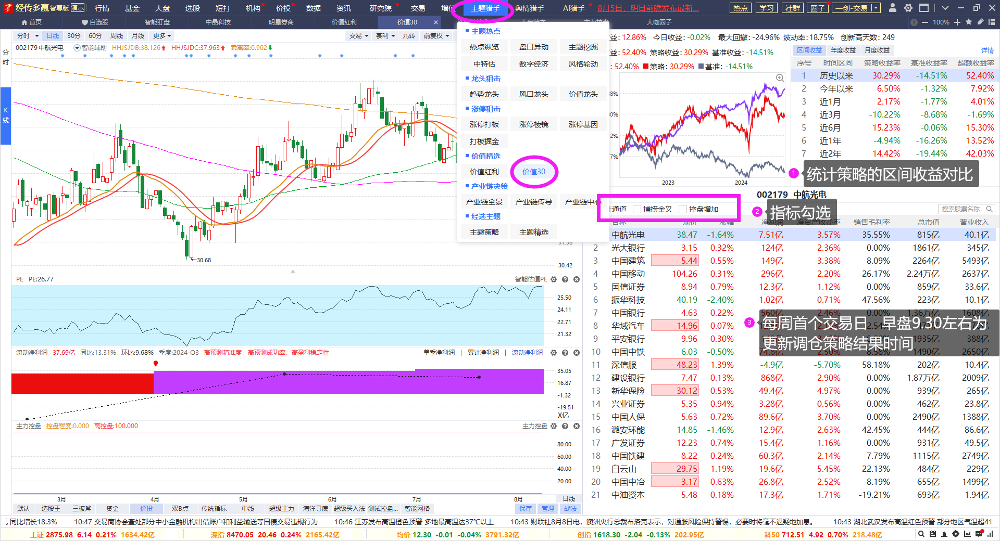 经传多赢 智尊版 演示 行情 基金 大盘 选股 短打 机构 价投 数据 资讯 研究院 交易 增值 主题猎手 舆情猎手 AI猎手 8月5日，明日前瞻发布最新... 热点 学习 社群 圈子 一创-交易
首页 自选股 智能盯盘 中晶科技 明星券商 价值红利 价值30 大咖圈子 100%
分时 日线 30分 60分 周线 月线 更多 交易 套利 九转 前复权
002179 中航光电 智能辅助 HHJSJDB:38.126 HHJSJDC:37.963 乖离率:0.902
分时
K线
30.68
30.42
主题热点
热点纵览 盘口异动 主题挖掘
中特估 数字经济 风格轮动
龙头狙击
趋势龙头 风口龙头 价值龙头
涨停狙击
涨停打板 涨停棱镜 涨停基因
打板掘金
价值精选
价值红利 价值30
产业链决策
产业链全景 产业链传导 产业链中心
经选主题
主题策略 主题精选
益: 12.86% 今日收益: -0.02% 最大回撤: -24.96% 波动率: 18.75% 创新高天数: 249
益: 52.40% 策略收益: 30.29% 基准收益: -14.51%
: 52.40% 策略: 30.29% 基准: -14.51%
2023 2024
区间收益 年度收益 月度收益 详情
序号 时间区间 策略收益率 基准收益率 超额收益率
1 历史以来 30.29% -14.51% 52.40%
2 今年以来 6.50% -1.32% 7.92%
3 近1月 2.17% -1.77% 4.01%
4 近3月 -10.22% -8.68% -1.69%
5 近6月 15.23% -0.06% 15.30%
6 近1年 -4.94% -16.26% 13.52%
7 近2年 14.42% -19.44% 42.03%
1 统计策略的区间收益对比
002179 中航光电
通道 捕捞金叉 控盘增加
2 指标勾选
搜索股票名称
销售毛利率 总市值 营业收入
中航光电 38.47 -1.64% 7.51亿 3.57% 35.55% 815亿 40.1亿
2 光大银行 3.15 0.32% 124亿 2.36% 0.00% 1861亿 345亿
3 中国建筑 5.44 0.55% 149亿 3.38% 8.09% 2264亿 5493亿
4 中国移动 104.26 0.31% 296亿 2.20% 26.17% 2.24万亿 2637亿
5 国信证券 8.94 0.79% 12.3亿 1.12% 0.00% 859亿 33.6亿
6 振华科技 40.19 -2.40% 1.02亿 0.71% 47.56% 223亿 10.1亿
7 中国银行 4.63 0.22% 560亿 2.46% 0.00% 1.36万亿 1608亿
8 华域汽车 14.96 0.07%
9 平安银行 9.96 0.30% 1935亿 388亿
10 中国中铁 6.03 -0.50% 74.8亿 8.58% 1490亿 2650亿
3 每周首个交易日，早盘9.30左右为
更新调仓策略结果时间
11 深信服 48.23 1.39% -4.9亿 -5.70% 58.18% 202亿 10.4亿
12 建设银行 7.47 0.13% 868亿 2.90% 0.00% 1.87万亿 2009亿
13 新华保险 30.12 0.53% 49.4亿 4.97% 0.00% 939亿 265亿
14 兴业证券 5.35 0.94% 3.28亿 0.56% 0.00% 462亿 23.8亿
15 中国人保 5.63 0.72% 89.6亿 3.70% 0.00% 2490亿 1388亿
16 潞安环能 14.85 -1.46% 12.9亿 2.63% 42.45% 444亿 86.6亿
17 广发证券 12.23 0.74% 15.4亿 1.16% 0.00% 931亿 49.5亿
18 中国铁建 8.22 0.24% 60.3亿 2.14% 7.79% 1115亿 2749亿
19 白云山 29.75 1.19% 19.6亿 5.45% 22.13% 484亿 229亿
20 中国中冶 3.17 0.63% 26.8亿 2.52% 8.19% 655亿 1499亿
21 中油资本 5.48 0.18% 17.3亿 1.71% -19.21% 693亿 1.94亿
PE PE:26.77 智能估值PE
25.50
24.11
22.71
21.32
滚动净利润 37.69亿 同比:13.31% 环比:9.68% 季度:2024-Q3 高预测精准度，高预测成功率，高盈利稳定性 单季净利润 | 累计净利润 | 滚动净利润
35.05
16.87
-1.32
-19.51
X亿
主力控盘 控盘程度:0.000 高控盘:100.000 主力控盘
80.00
60.00
40.00
20.00
3月 4月 5月 6月 7月 8月 日线
默认 选股王 三板斧 资金 价投 双B点 传统指标 中线 超级主力 海洋寻底 超级买入法 测试控盘... 智能网格 保存 管理 战法
同比增长18.3% 10:47 交易商协会查处部分中小金融机构出借账户和利益输送等国债交易违规行为 10:46 江苏发布高温橙色预警 多地最高温达37℃以上 10:43 财联社8月8日电，澳洲央行总裁布洛克表示，对通胀风险保持警惕，必要时将毫不迟疑地加息。 10:43 湖北武汉发布高温红色预警 部分地区气温超41°
上证 2875.98 6.14 0.21% 1634.42亿 深指 8470.05 20.46 0.24% 2165.42亿 均价 12.30 -0.01 -0.04% 3791.32亿 创指 1618.30 -2.04 -0.13% 202.95亿 科50 712.51 4.92 0.70% 218.48亿